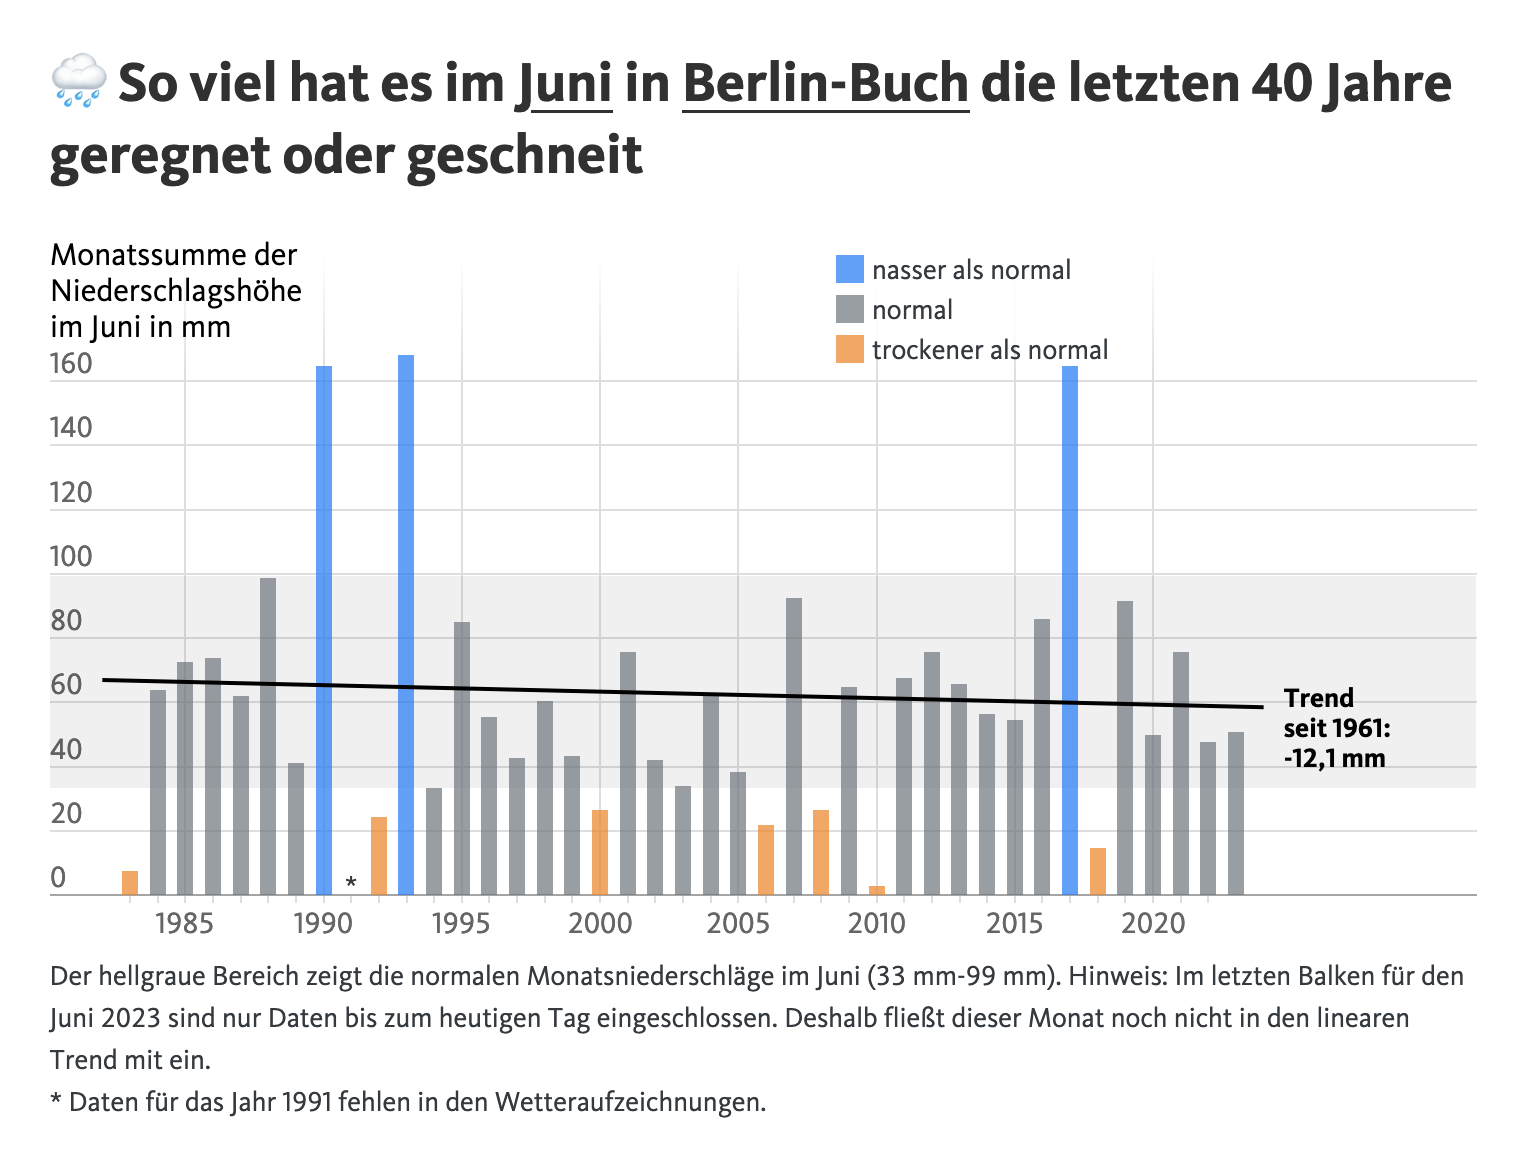 So viel hat es im Juni in Berlin-Buch die letzten 40 Jahre
geregnet oder geschneit
Monatssumme der
Niederschlagshöhe
im Juni in mm
nasser als normal
normal
trockener als normal
160
140
120
100
80
60
40
20
0
Trend
seit 1961:
-12,1 mm
*
1985 1990 1995 2000 2005 2010 2015 2020
Der hellgraue Bereich zeigt die normalen Monatsniederschläge im Juni (33 mm-99 mm). Hinweis: Im letzten Balken für den
Juni 2023 sind nur Daten bis zum heutigen Tag eingeschlossen. Deshalb fließt dieser Monat noch nicht in den linearen
Trend mit ein.
* Daten für das Jahr 1991 fehlen in den Wetteraufzeichnungen.